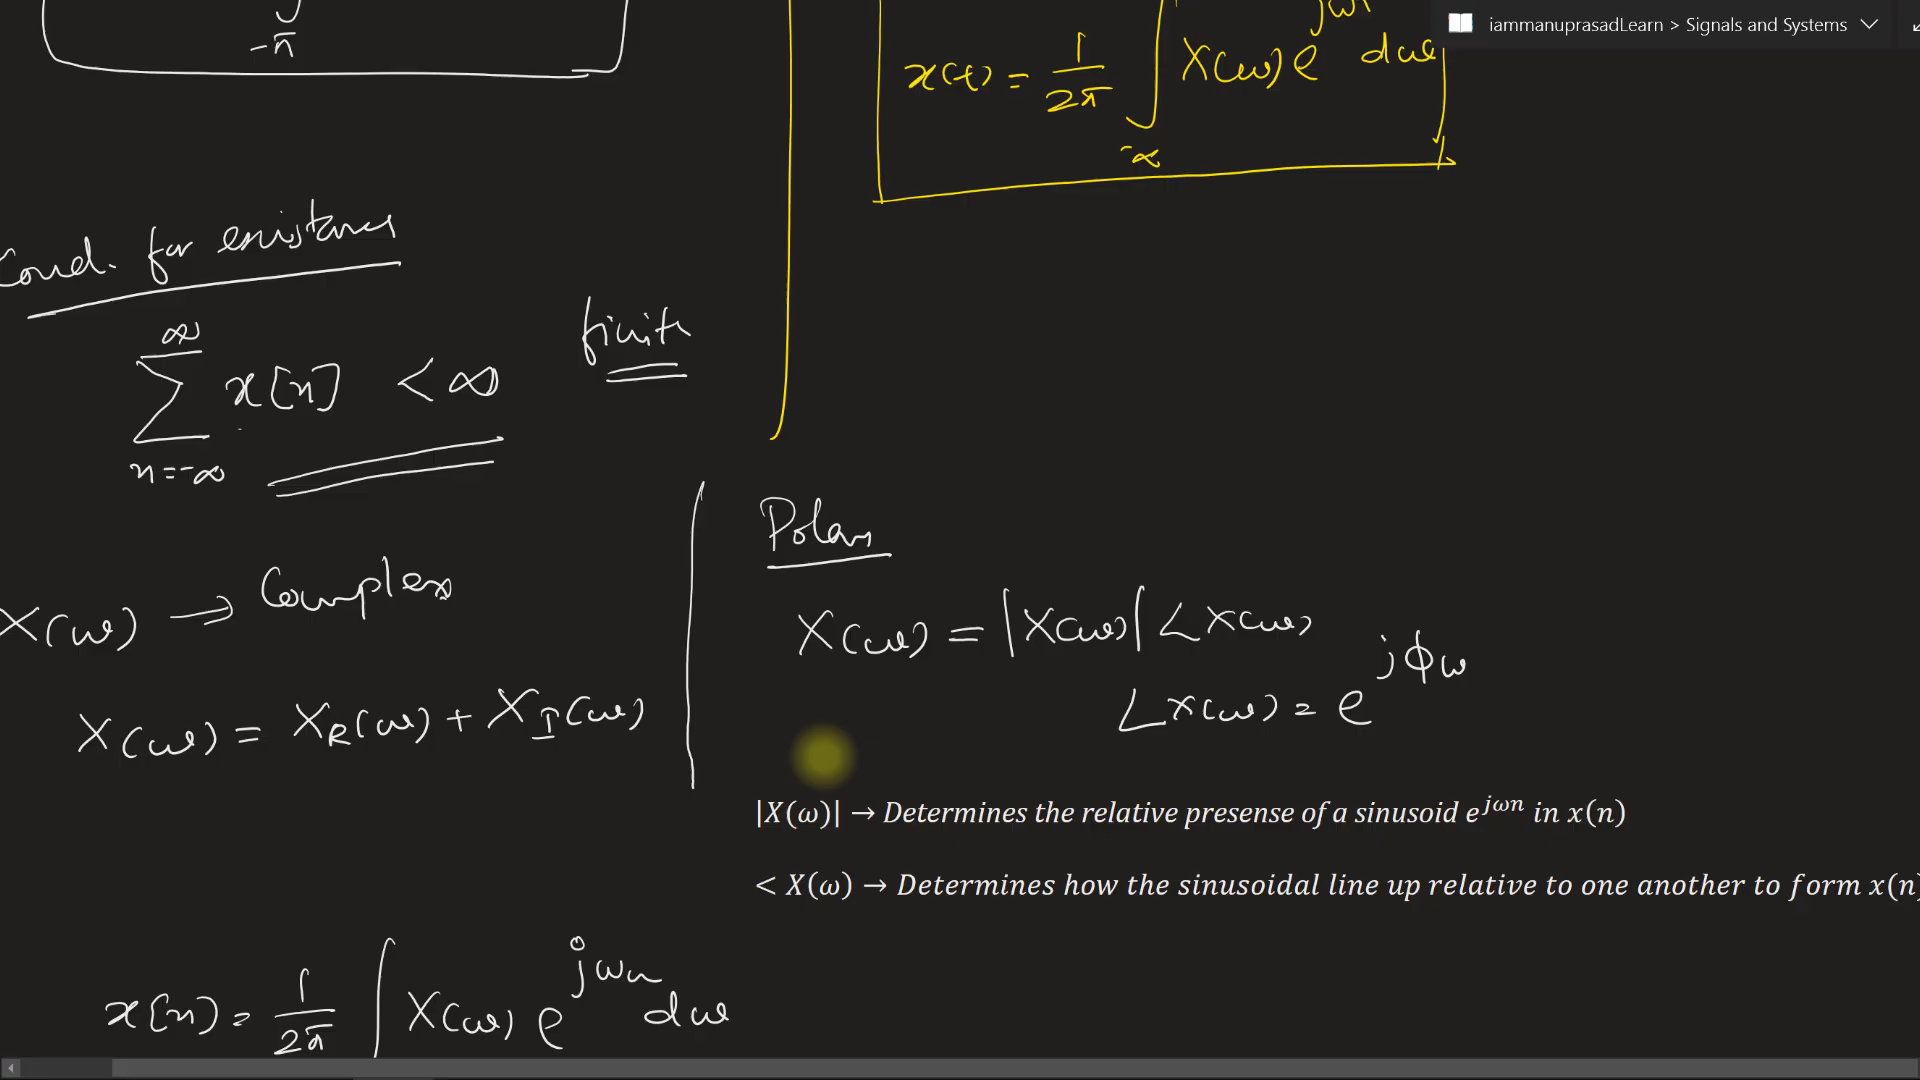 iammanuprasadLearn > Signals and Systems
-π
x(t) = 1/2π ∫ X(ω) e^jωt dω
-∞
Cond. for existance
∞
∑ x[n] < ∞ finite
n=-∞
X(ω) → Complex
X(ω) = X_R(ω) + X_I(ω)
Polar
X(ω) = |X(ω)| ∠X(ω)
∠X(ω) = e^jϕω
|X(ω)| → Determines the relative presense of a sinusoid e^jωn in x(n)
< X(ω) → Determines how the sinusoidal line up relative to one another to form x(n)
x[n] = 1/2π ∫ X(ω) e^jωn dω